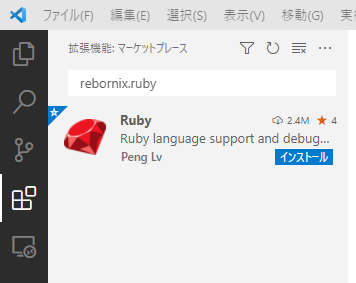 ファイル(F) 編集(E) 選択(S) 表示(V) 移動(G)
拡張機能: マーケットプレース
rebornix.ruby
Ruby 2.4M ★ 4
Ruby language support and debug...
Peng Lv インストール